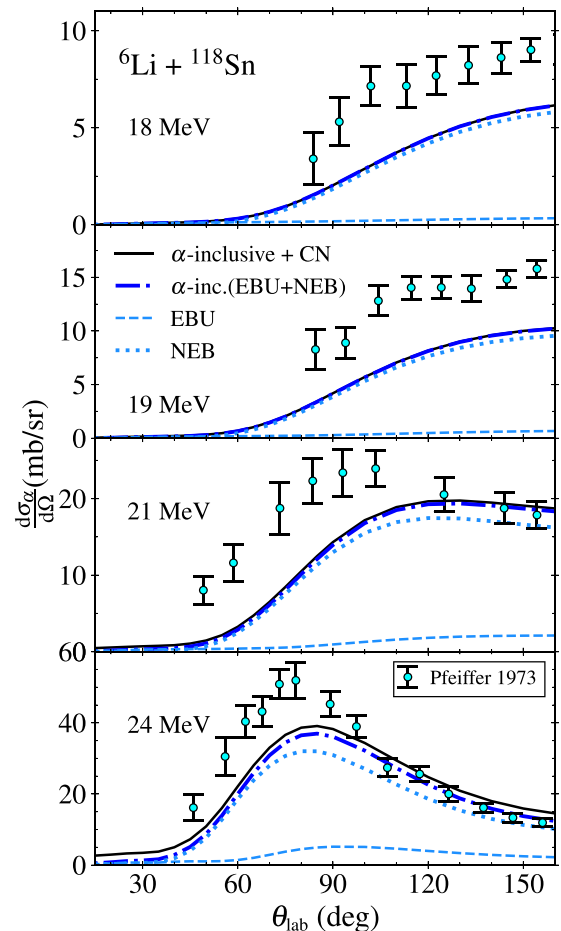 10
⁶Li + ¹¹⁸Sn
5
18 MeV
0
α-inclusive + CN
15
α-inc.(EBU+NEB)
10
EBU
NEB
5
19 MeV
0
dσα/dΩ (mb/sr)
20
21 MeV
10
60
Pfeiffer 1973
24 MeV
40
20
0
30 60 90 120 150
θlab (deg)